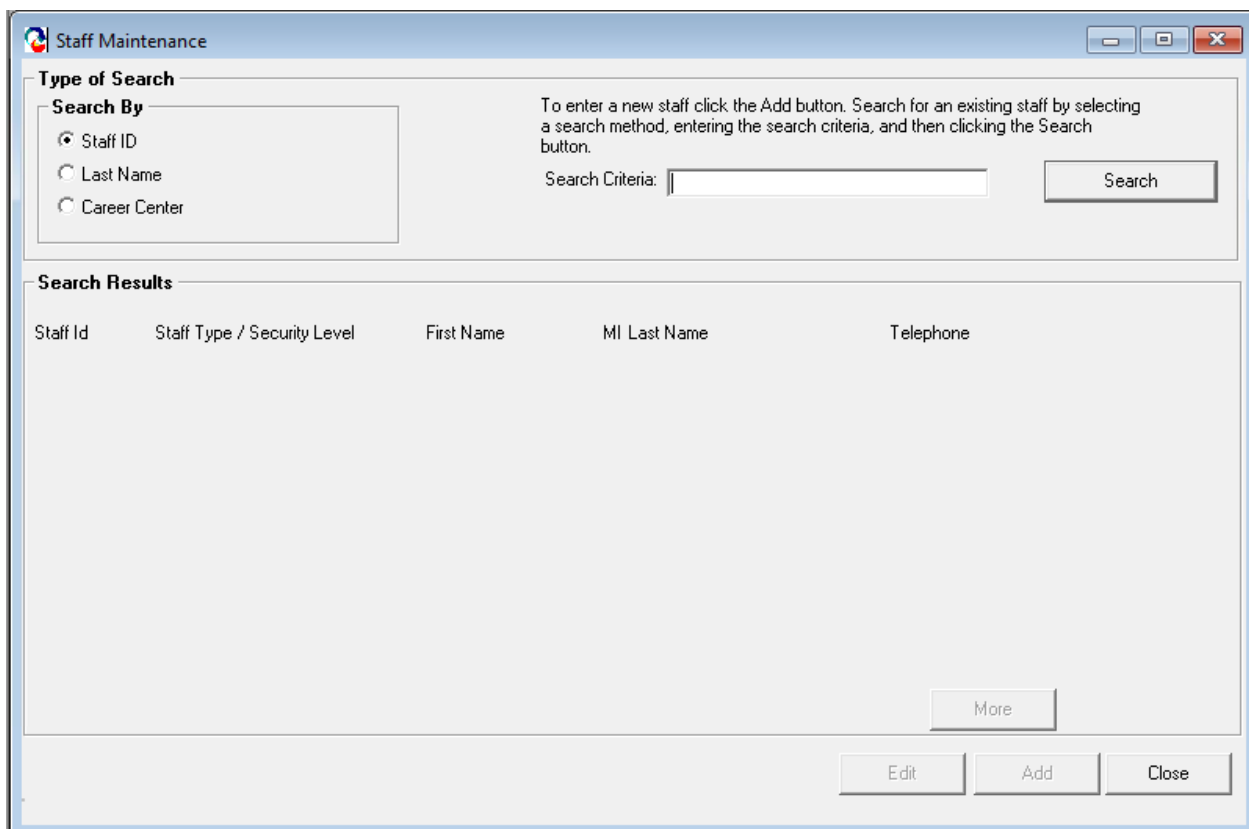 Staff Maintenance
Type of Search
Search By
Staff ID
Last Name
Career Center
To enter a new staff click the Add button. Search for an existing staff by selecting
a search method, entering the search criteria, and then clicking the Search
button.
Search Criteria:
Search
Search Results
Staff Id Staff Type / Security Level First Name MI Last Name Telephone
More
Edit Add Close